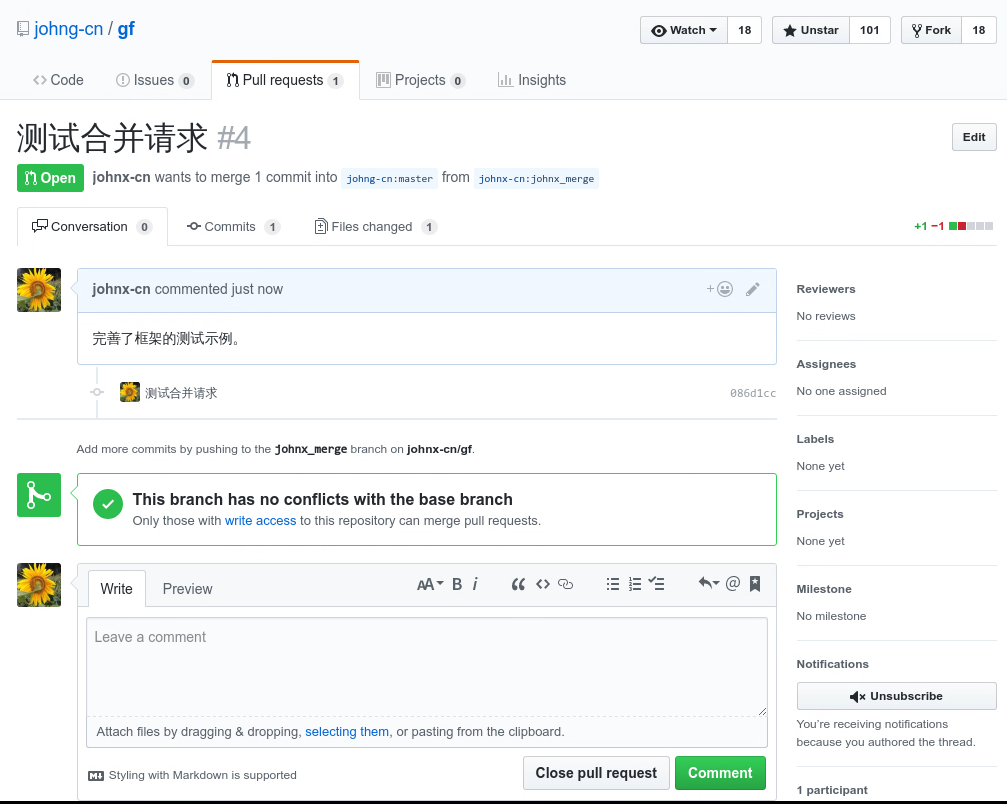 johng-cn / gf
Watch 18 Unstar 101 Fork 18
Code Issues 0 Pull requests 1 Projects 0 Insights
测试合并请求 #4
Edit
Open johnx-cn wants to merge 1 commit into johng-cn:master from johnx-cn:johnx_merge
Conversation 0 Commits 1 Files changed 1 +1 −1
johnx-cn commented just now
完善了框架的测试示例。
测试合并请求 086d1cc
Add more commits by pushing to the johnx_merge branch on johnx-cn/gf.
This branch has no conflicts with the base branch
Only those with write access to this repository can merge pull requests.
Write Preview
Leave a comment
Attach files by dragging & dropping, selecting them, or pasting from the clipboard.
Styling with Markdown is supported
Close pull request Comment
Reviewers
No reviews
Assignees
No one assigned
Labels
None yet
Projects
None yet
Milestone
No milestone
Notifications
Unsubscribe
You're receiving notifications
because you authored the thread.
1 participant